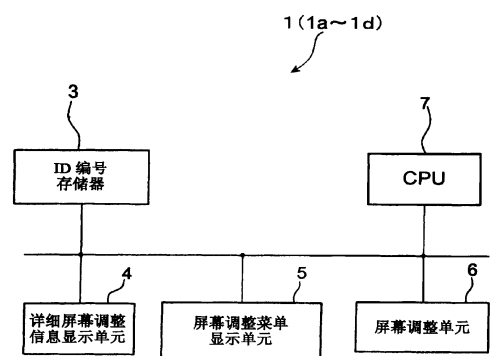 1(1a~1d)
3
7
ID 编号
存储器
CPU
4
5
6
详细屏幕调整
信息显示单元
屏幕调整菜单
显示单元
屏幕调整单元